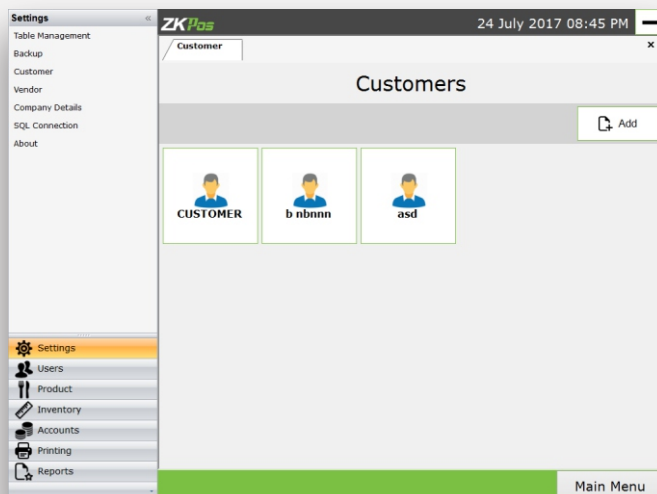 Settings «
Table Management
Backup
Customer
Vendor
Company Details
SQL Connection
About
Settings
Users
Product
Inventory
Accounts
Printing
Reports
ZKPos
24 July 2017 08:45 PM
Customer
x
Customers
Add
CUSTOMER
b nbnnn
asd
Main Menu